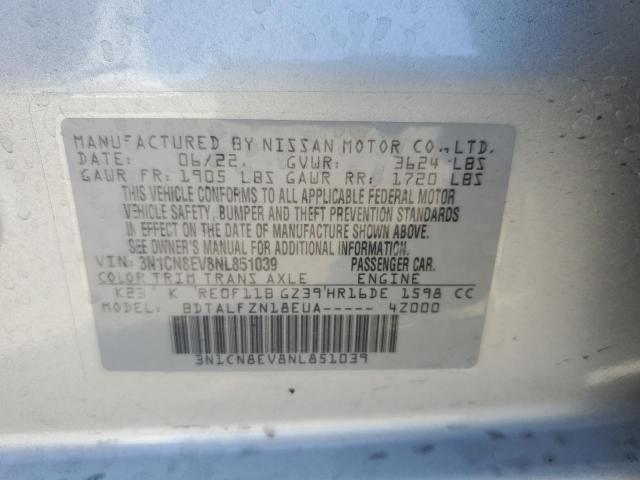 MANUFACTURED BY NISSAN MOTOR CO., LTD.
DATE: 06/22. GVWR: 3624 LBS
GAWR FR: 1905 LBS GAWR RR: 1720 LBS
THIS VEHICLE CONFORMS TO ALL APPLICABLE FEDERAL MOTOR
VEHICLE SAFETY, BUMPER AND THEFT PREVENTION STANDARDS
IN EFFECT ON THE DATE OF MANUFACTURE SHOWN ABOVE.
SEE OWNER'S MANUAL FOR ADDITIONAL INFORMATION.
VIN: 3N1CN8EV8NL851039 PASSENGER CAR.
COLOR TRIM TRANS AXLE ENGINE
K23 K RE0F11B GZ39 HR16DE 1598 CC
MODEL: BDTALFZN18EUA----- 4Z000
3N1CN8EV8NL851039